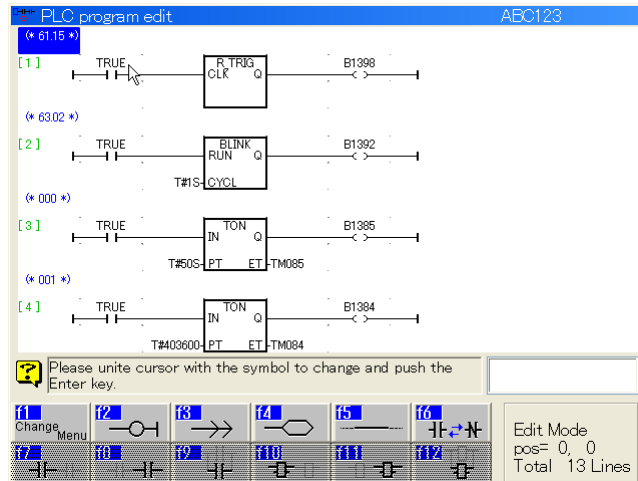 PLC program edit ABC123
(* 61.15 *)
[1] TRUE R_TRIG B1398
CLK Q
(* 63.02 *)
[2] TRUE BLINK B1392
RUN Q
T#1S CYCL
(* 000 *)
[3] TRUE TON B1385
IN Q
T#50S PT ET TM085
(* 001 *)
[4] TRUE TON B1384
IN Q
T#403600 PT ET TM084
Please unite cursor with the symbol to change and push the
Enter key.
f1 f2 f3 f4 f5 f6
Change Menu
f7 f8 f9 f10 f11 f12
Edit Mode
pos= 0, 0
Total 13 Lines